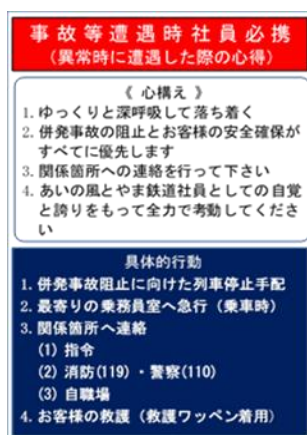 事故等遭遇時社員必携
(異常時に遭遇した際の心得)
《 心構え 》
1. ゆっくりと深呼吸して落ち着く
2. 併発事故の阻止とお客様の安全確保が
すべてに優先します
3. 関係箇所への連絡を行って下さい
4. あいの風とやま鉄道社員としての自覚
と誇りをもって全力で考動してくださ
い
具体的行動
1. 併発事故阻止に向けた列車停止手配
2. 最寄りの乗務員室へ急行（乗車時）
3. 関係箇所へ連絡
(1) 指令
(2) 消防(119)・警察(110)
(3) 自職場
4. お客様の救護（救護ワッペン着用）